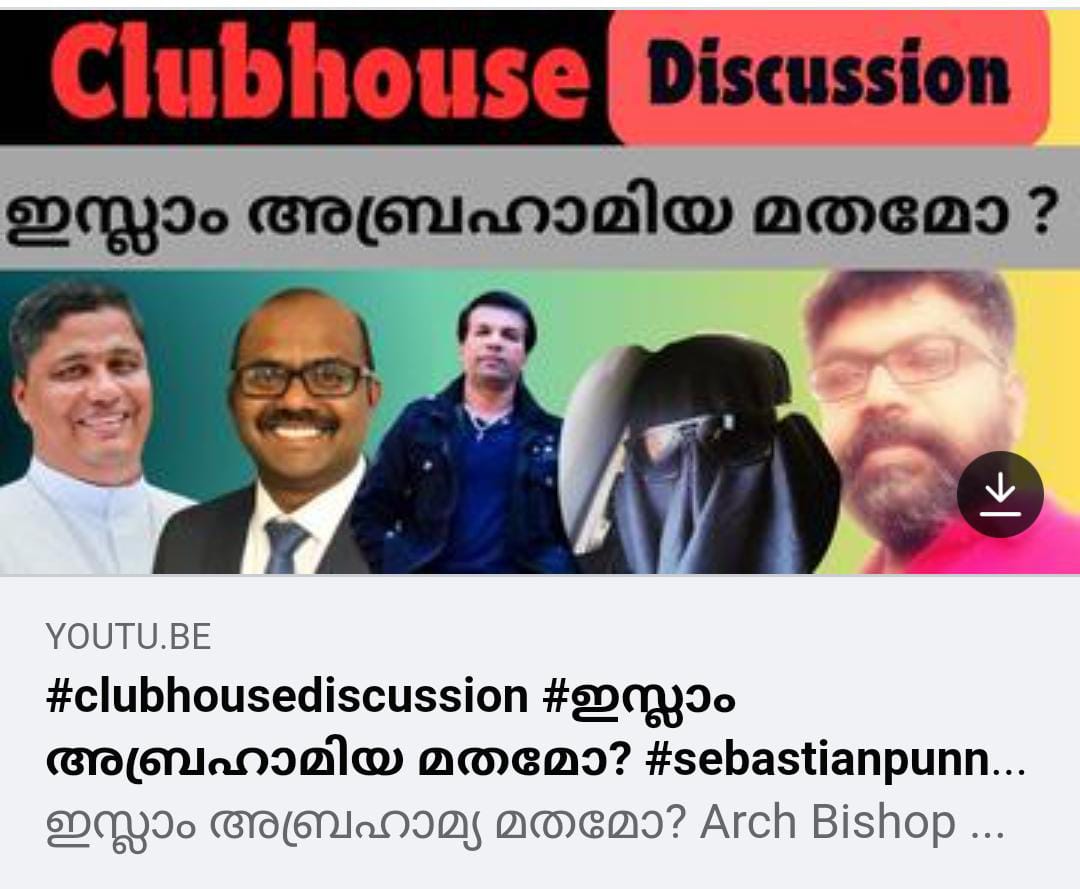 Clubhouse Discussion
ഇസ്ലാം അബ്രഹാമിയ മതമോ ?
YOUTU.BE
#clubhousediscussion #ഇസ്ലാം
അബ്രഹാമിയ മതമോ? #sebastianpunn...
ഇസ്ലാം അബ്രഹാമ്യ മതമോ? Arch Bishop ...